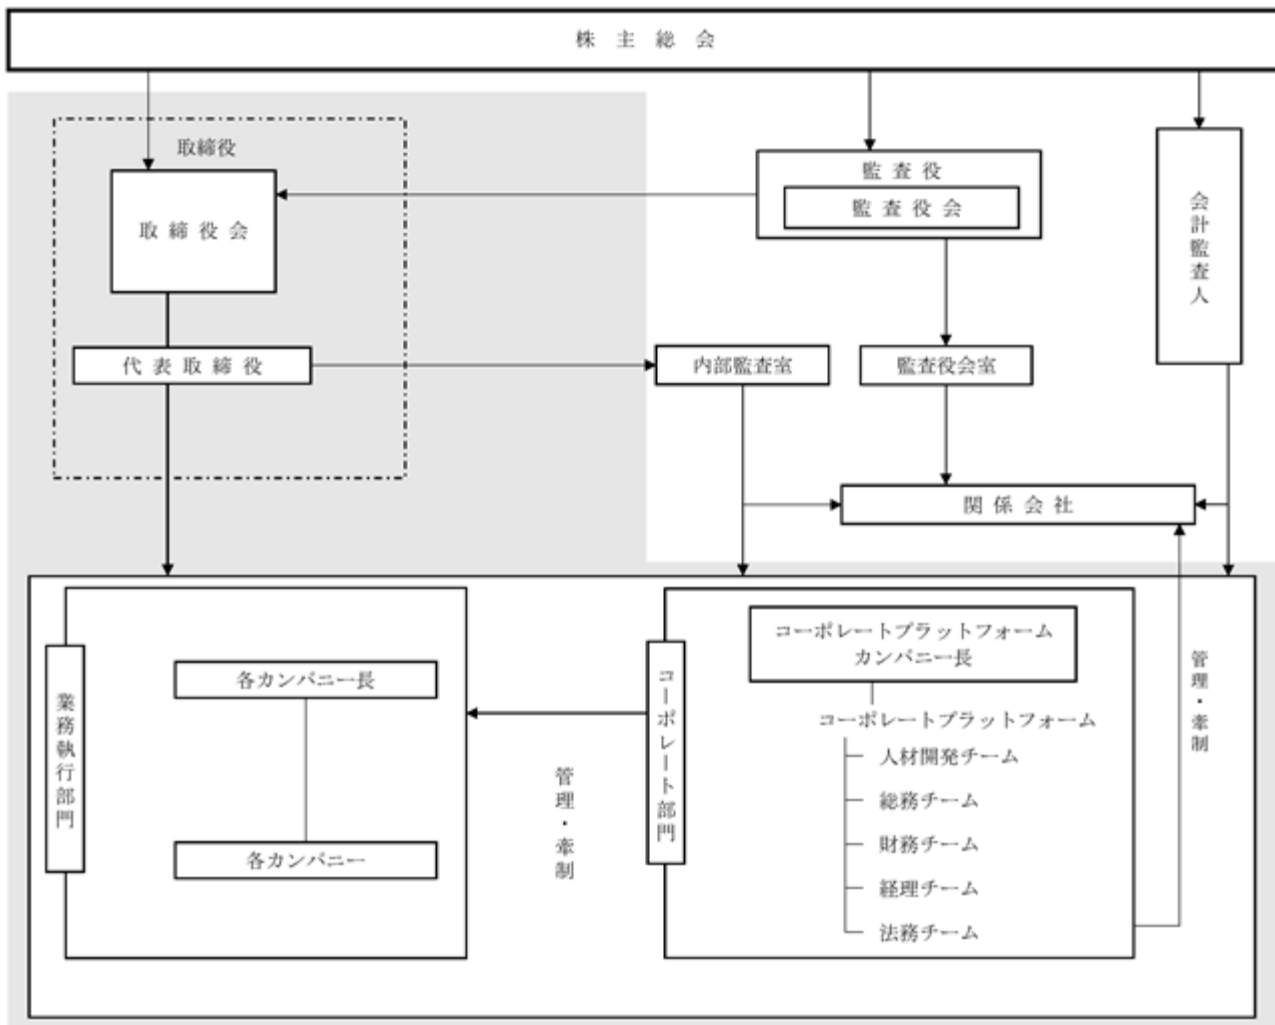 株主総会
取締役
取締役会
監査役
監査役会
会計監査人
代表取締役
内部監査室
監査役会室
関係会社
業務執行部門
各カンパニー長
各カンパニー
管理・牽制
コーポレート部門
コーポレートプラットフォーム
カンパニー長
コーポレートプラットフォーム
人材開発チーム
総務チーム
財務チーム
経理チーム
法務チーム
管理・牽制